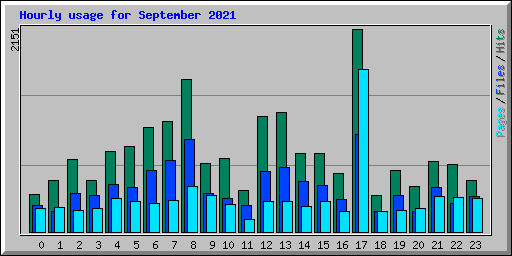 Hourly usage for September 2021
2151
Pages / Files / Hits
0 1 2 3 4 5 6 7 8 9 10 11 12 13 14 15 16 17 18 19 20 21 22 23